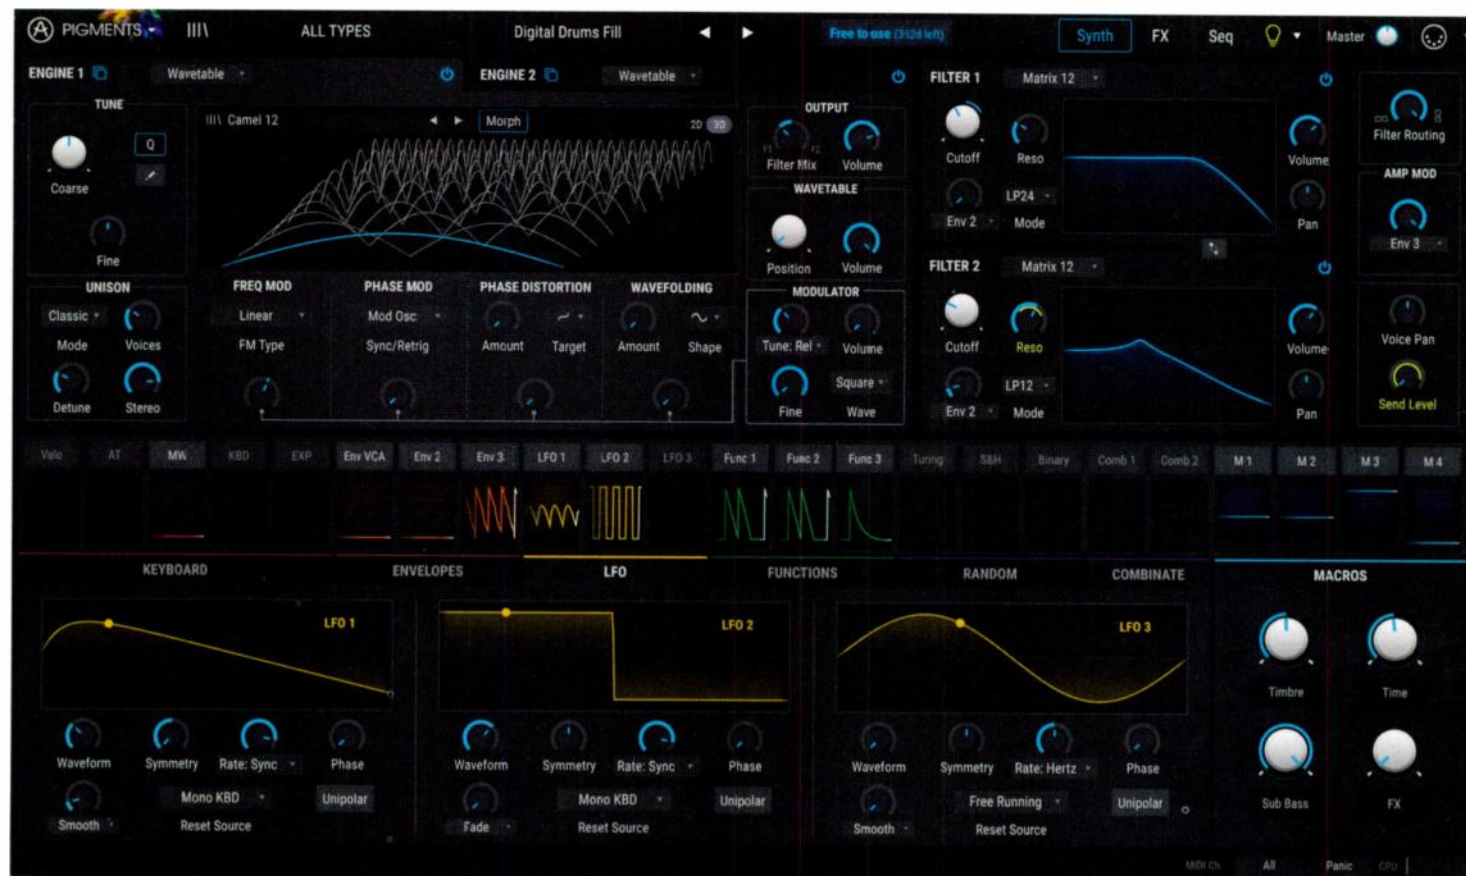 PIGMENTS ALL TYPES Digital Drums Fill Free to use (352d left) Synth FX Seq Master
ENGINE 1 Wavetable ENGINE 2 Wavetable FILTER 1 Matrix 12
TUNE
Camel 12 Morph 2D 3D
OUTPUT
Q
Coarse
Filter Mix Volume
Cutoff Reso Volume Filter Routing
WAVETABLE
AMP MOD
LP24
Env 2 Mode Pan
Env 3
Fine
Position Volume
FILTER 2 Matrix 12
UNISON FREQ MOD PHASE MOD PHASE DISTORTION WAVEFOLDING MODULATOR
Classic Linear Mod Osc
Mode Voices FM Type Sync/Retrig Amount Target Amount Shape Tune: Rel Volume
Cutoff Reso Volume Voice Pan
Square
LP12
Detune Stereo Fine Wave Env 2 Mode Pan Send Level
Velo AT MW KBD EXP Env VCA Env 2 Env 3 LFO 1 LFO 2 LFO 3 Func 1 Func 2 Func 3 Turing S&H Binary Comb 1 Comb 2 M 1 M 2 M 3 M 4
KEYBOARD ENVELOPES LFO FUNCTIONS RANDOM COMBINATE MACROS
LFO 1 LFO 2 LFO 3
Timbre Time
Waveform Symmetry Rate: Sync Phase Waveform Symmetry Rate: Sync Phase Waveform Symmetry Rate: Hertz Phase
Mono KBD Unipolar Mono KBD Unipolar Free Running Unipolar
Sub Bass FX
Smooth Reset Source Fade Reset Source Smooth Reset Source
MIDI Ch All Panic CPU